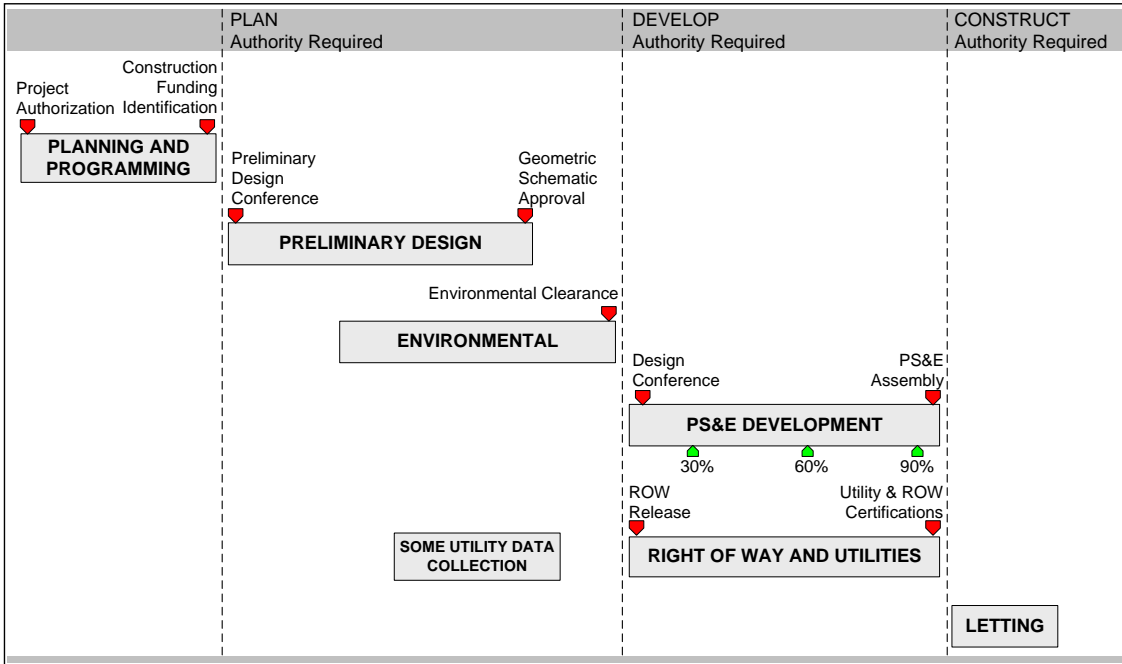 PLAN
Authority Required
DEVELOP
Authority Required
CONSTRUCT
Authority Required
Project
Authorization
Construction
Funding
Identification
PLANNING AND
PROGRAMMING
Preliminary
Design
Conference
Geometric
Schematic
Approval
PRELIMINARY DESIGN
Environmental Clearance
ENVIRONMENTAL
Design
Conference
PS&E
Assembly
PS&E DEVELOPMENT
30%
60%
90%
ROW
Release
Utility & ROW
Certifications
SOME UTILITY DATA
COLLECTION
RIGHT OF WAY AND UTILITIES
LETTING